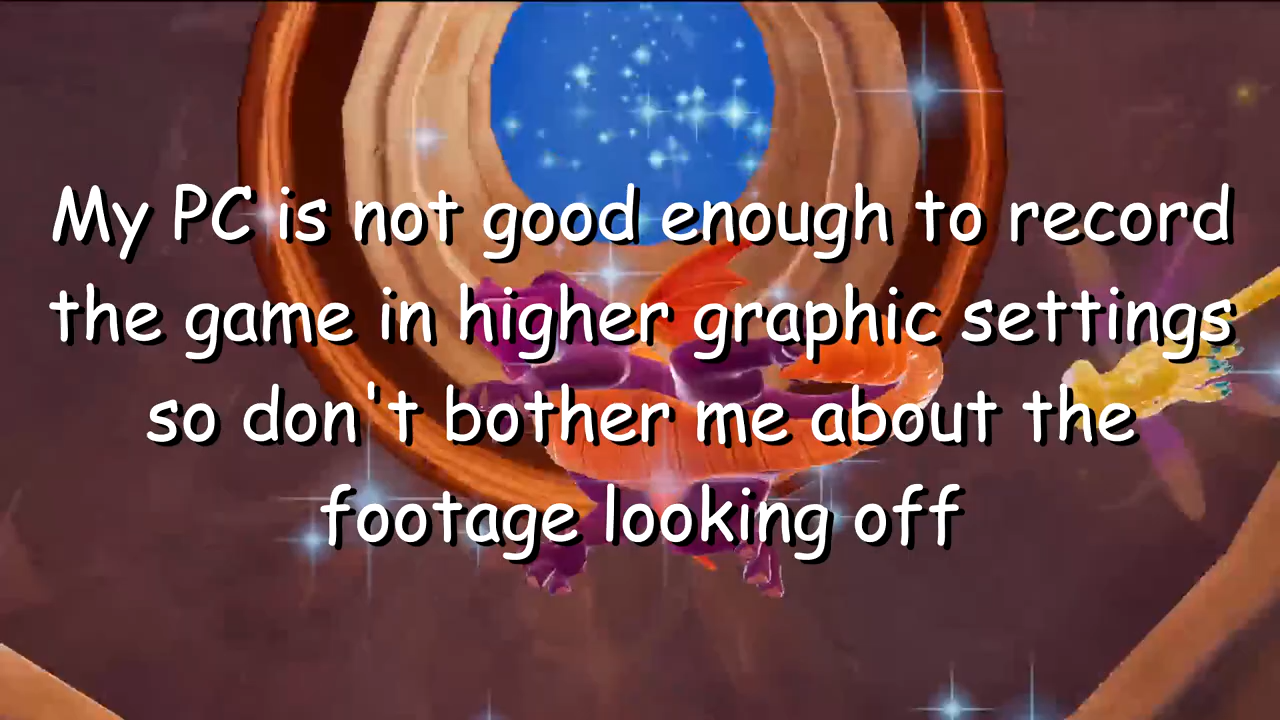 My PC is not good enough to record
the game in higher graphic settings
so don't bother me about the
footage looking off